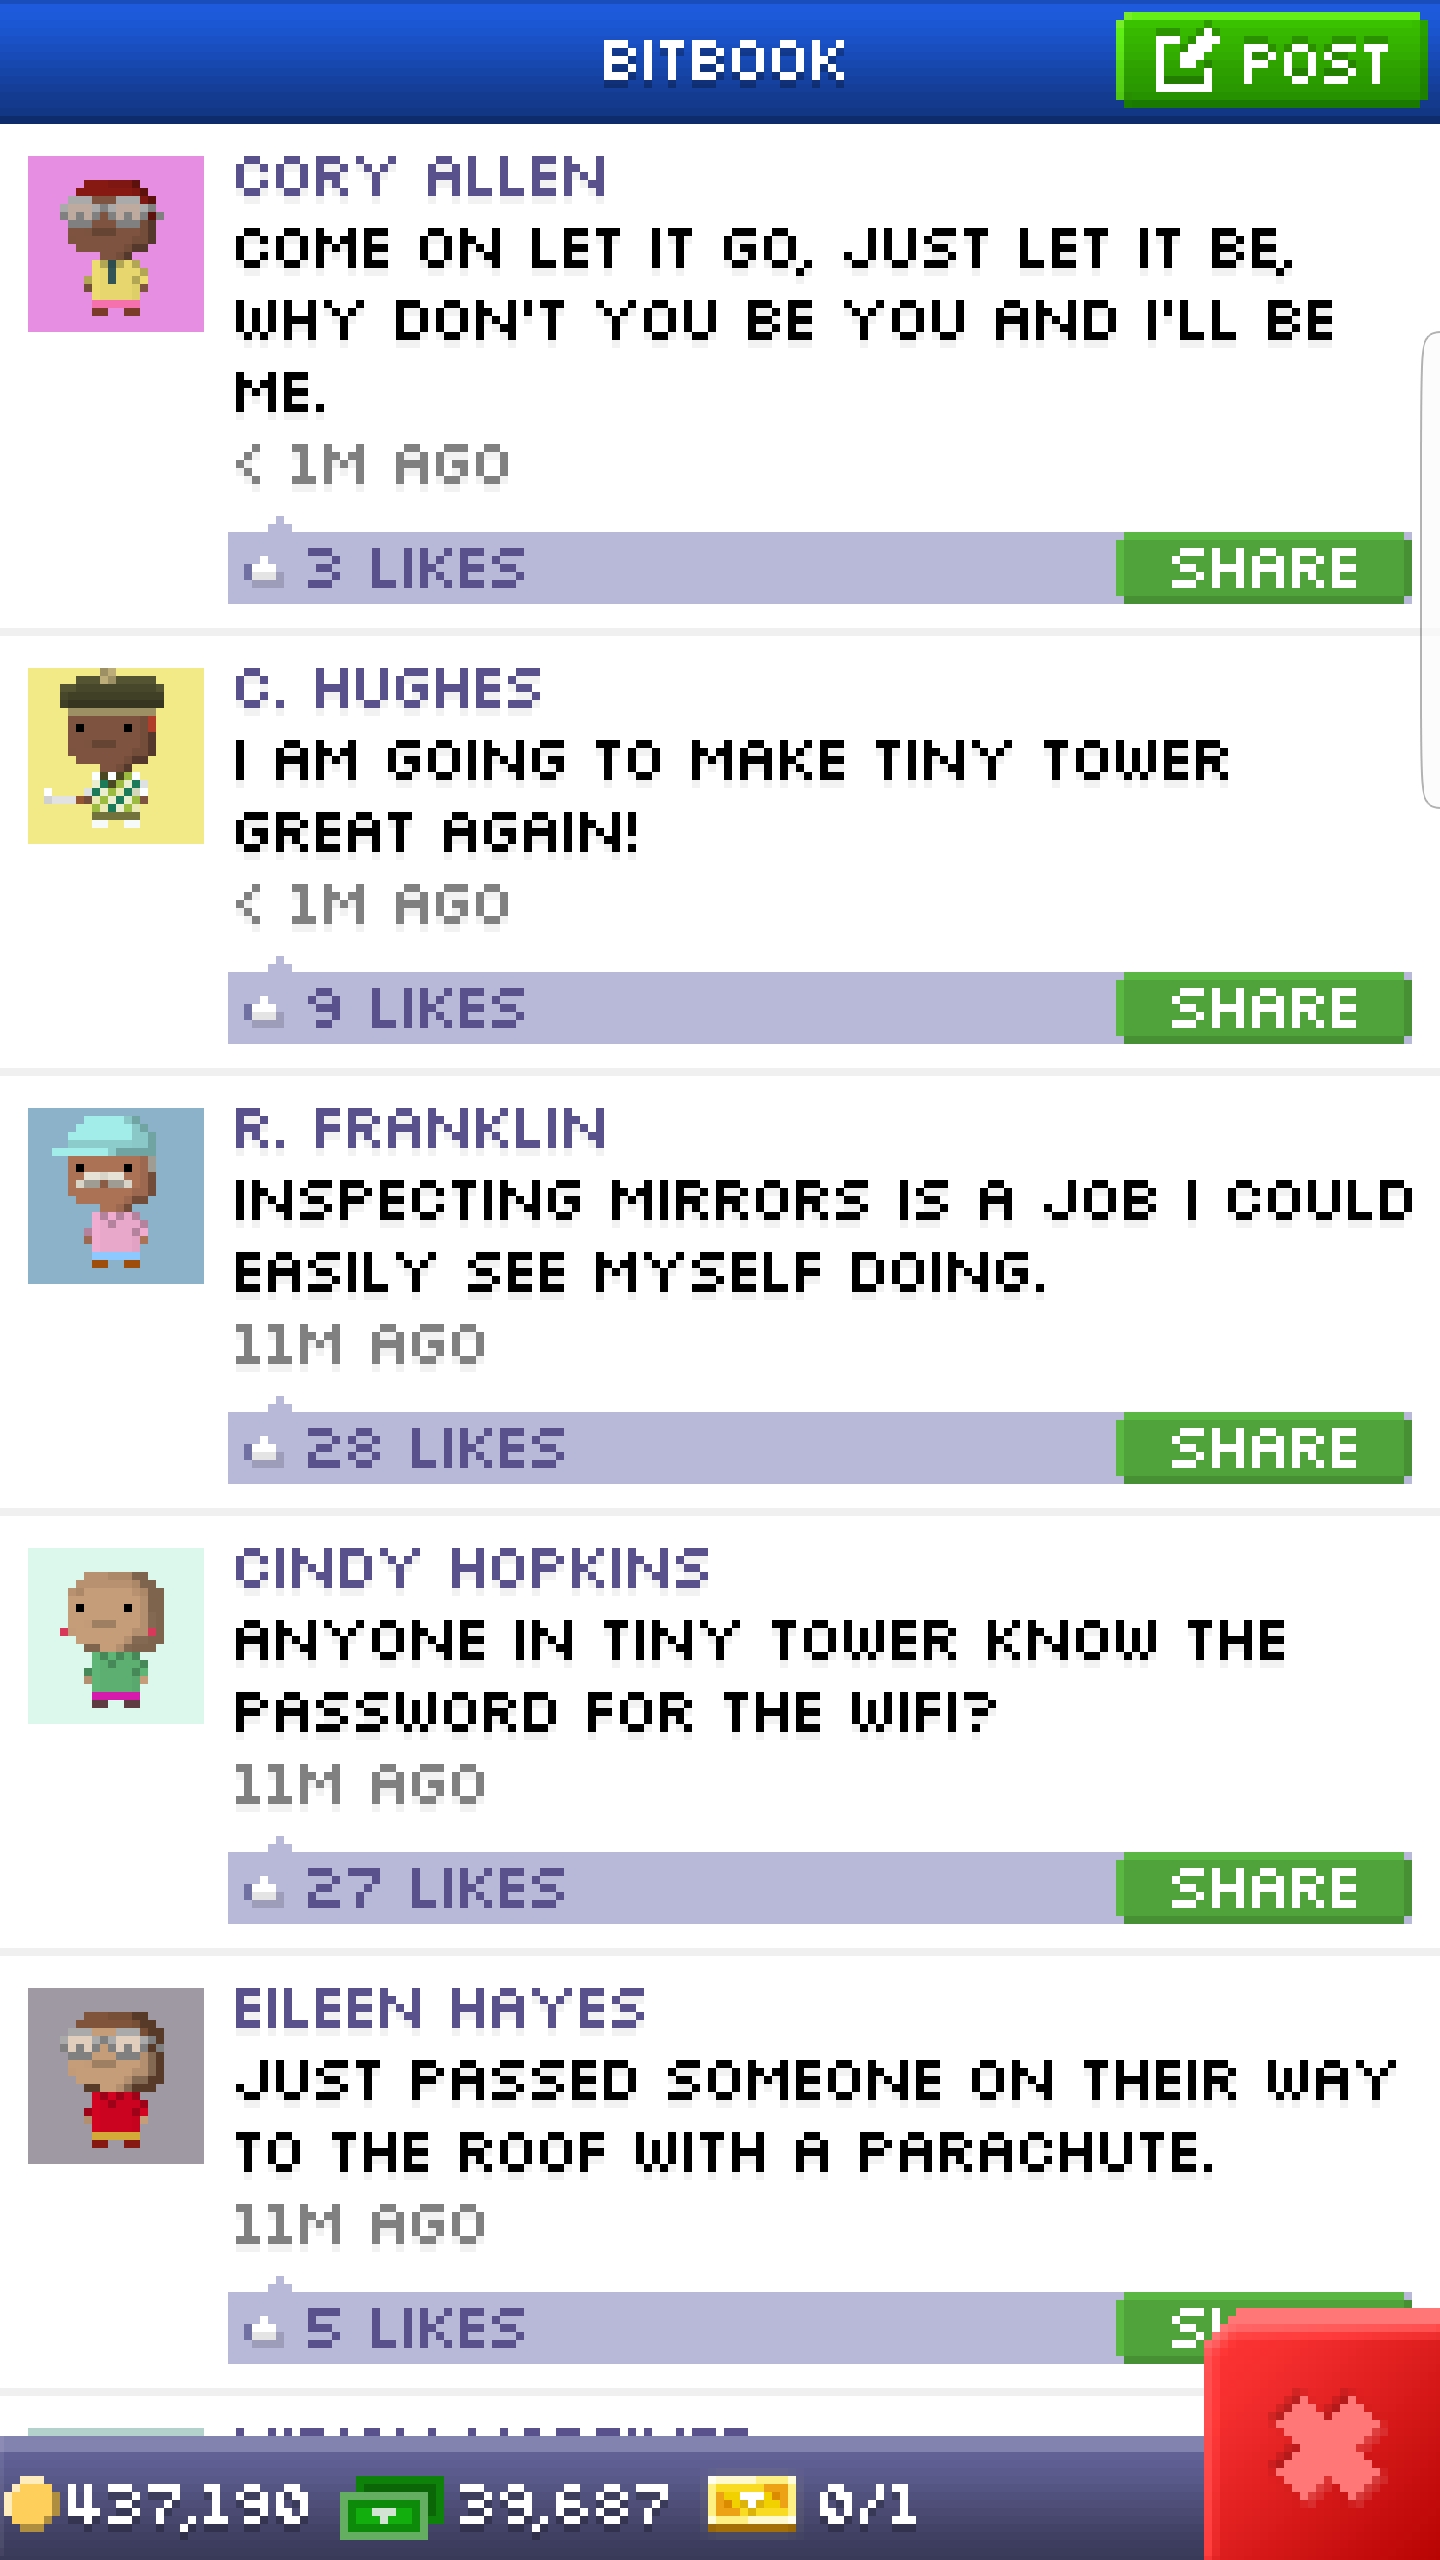 BITBOOK
POST
CORY ALLEN
COME ON LET IT GO, JUST LET IT BE,
WHY DON'T YOU BE YOU AND I'LL BE
ME.
< 1M AGO
3 LIKES
SHARE
C. HUGHES
I AM GOING TO MAKE TINY TOWER
GREAT AGAIN!
< 1M AGO
9 LIKES
SHARE
R. FRANKLIN
INSPECTING MIRRORS IS A JOB I COULD
EASILY SEE MYSELF DOING.
11M AGO
28 LIKES
SHARE
CINDY HOPKINS
ANYONE IN TINY TOWER KNOW THE
PASSWORD FOR THE WIFI?
11M AGO
27 LIKES
SHARE
EILEEN HAYES
JUST PASSED SOMEONE ON THEIR WAY
TO THE ROOF WITH A PARACHUTE.
11M AGO
5 LIKES
437,190
39,687
0/1